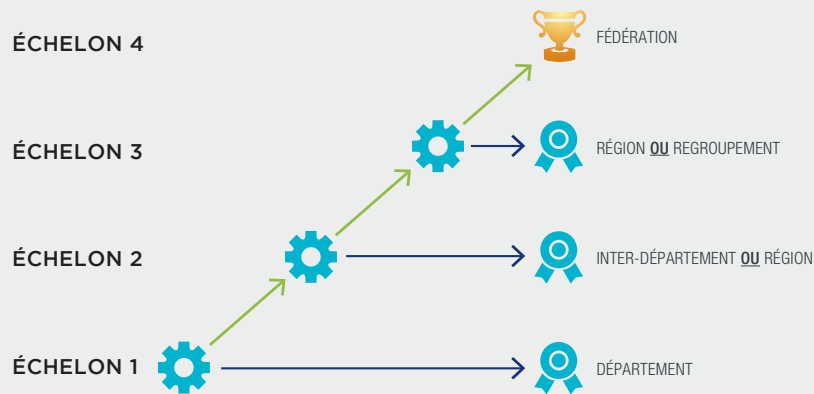 ÉCHELON 4
FÉDÉRATION
ÉCHELON 3
RÉGION OU REGROUPEMENT
ÉCHELON 2
INTER-DÉPARTEMENT OU RÉGION
ÉCHELON 1
DÉPARTEMENT